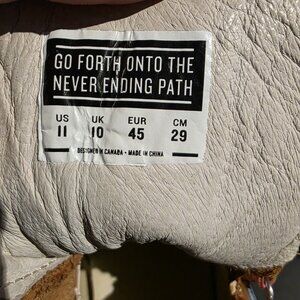 GO FORTH ONTO THE
NEVER ENDING PATH
US UK EUR CM
11 10 45 29
DESIGNED IN CANADA • MADE IN CHINA